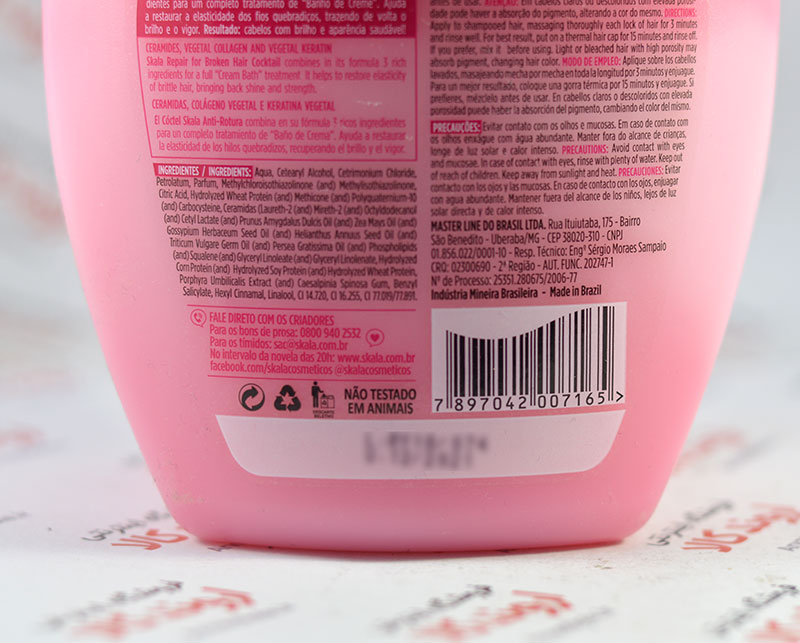 dientes para um completo tratamento de "Banho de Creme". Ajuda
a restaurar a elasticidade dos fios quebradiços, trazendo de volta o
brilho e o vigor. Resultado: cabelos com brilho e aparência saudável!
CERAMIDES, VEGETAL COLLAGEN AND VEGETAL KERATIN
Skala Repair for Broken Hair Cocktail combines in its formula 3 rich
ingredients for a full "Cream Bath" treatment. It helps to restore elasticity
of brittle hair, bringing back shine and strength.
CERAMIDAS, COLÁGENO VEGETAL E KERATINA VEGETAL
El Cóctel Skala Anti-Rotura combina en su fórmula 3 ricos ingredientes
para un completo tratamiento de "Baño de Crema". Ayuda a restaurar
la elasticidad de los hilos quebradizos, recuperando el brillo y el vigor.
INGREDIENTES / INGREDIENTS: Aqua, Cetearyl Alcohol, Cetrimonium Chloride,
Petrolatum, Parfum, Methylchloroisothiazolinone (and) Methylisothiazolinone,
Citric Acid, Hydrolyzed Wheat Protein (and) Methicone (and) Polyquaternium-10
(and) Carbocysteine, Ceramidas (Laureth-2 (and) Mireth-2 (and) Octyldodecanol
(and) Cetyl Lactate (and) Prunus Amygdalus Dulcis Oil (and) Zea Mays Oil (and)
Gossypium Herbaceum Seed Oil (and) Helianthus Annuus Seed Oil (and)
Triticum Vulgare Germ Oil (and) Persea Gratissima Oil (and) Phospholipids
(and) Squalene (and) Glyceryl Linoleate (and) Glyceryl Linolenate, Hydrolyzed
Corn Protein (and) Hydrolyzed Soy Protein (and) Hydrolyzed Wheat Protein,
Porphyra Umbilicalis Extract (and) Caesalpinia Spinosa Gum, Benzyl
Salicylate, Hexyl Cinnamal, Linalool, CI 14.720, CI 16.255, CI 77.019/77.891.
FALE DIRETO COM OS CRIADORES
Para os bons de prosa: 0800 940 2532
Para os tímidos: sac@skala.com.br
No intervalo da novela das 20h: www.skala.com.br
facebook.com/skalacosmeticos @skalacosmeticos
NÃO TESTADO
EM ANIMAIS
antes de usar. ATENÇÃO: Em cabelos claros ou descoloridos com elevada porosi-
dade pode haver a absorção do pigmento, alterando a cor do mesmo. DIRECTIONS:
Apply to shampooed hair, massaging thoroughly each lock of hair for 3 minutes
and rinse well. For best result, put on a thermal hair cap for 15 minutes and rinse off.
If you prefer, mix it before using. Light or bleached hair with high porosity may
absorb pigment, changing hair color. MODO DE EMPLEO: Aplique sobre los cabellos
lavados, masajeando mecha por mecha en toda la longitud por 3 minutos y enjuague.
Para un mejor resultado, coloque una gorra térmica por 15 minutos y enjuague. Si
prefieres, mézclelo antes de usar. En cabellos claros o descoloridos con elevada
porosidad puede haber la absorción del pigmento, cambiando el color del mismo.
PRECAUÇÕES: Evitar contato com os olhos e mucosas. Em caso de contato com
os olhos enxágue com água abundante. Manter fora do alcance de crianças,
longe de luz solar e calor intenso. PRECAUTIONS: Avoid contact with eyes
and mucosae. In case of contact with eyes, rinse with plenty of water. Keep out
of reach of children. Keep away from sunlight and heat. PRECAUCIONES: Evitar
contacto con los ojos y las mucosas. En caso de contacto con los ojos, enjuagar
con agua abundante. Mantener fuera del alcance de los niños, lejos de luz
solar directa y de calor intenso.
MASTER LINE DO BRASIL LTDA. Rua Ituiutaba, 175 - Bairro
São Benedito - Uberaba/MG - CEP 38020-310 - CNPJ
01.856.022/0001-10 - Resp. Técnico: Engº Sérgio Moraes Sampaio
CRQ: 02300690 - 2ª Região - AUT. FUNC. 202747-1
Nº de Processo: 25351.280675/2006-77
Indústria Mineira Brasileira - Made in Brazil
7 897042 007165 >